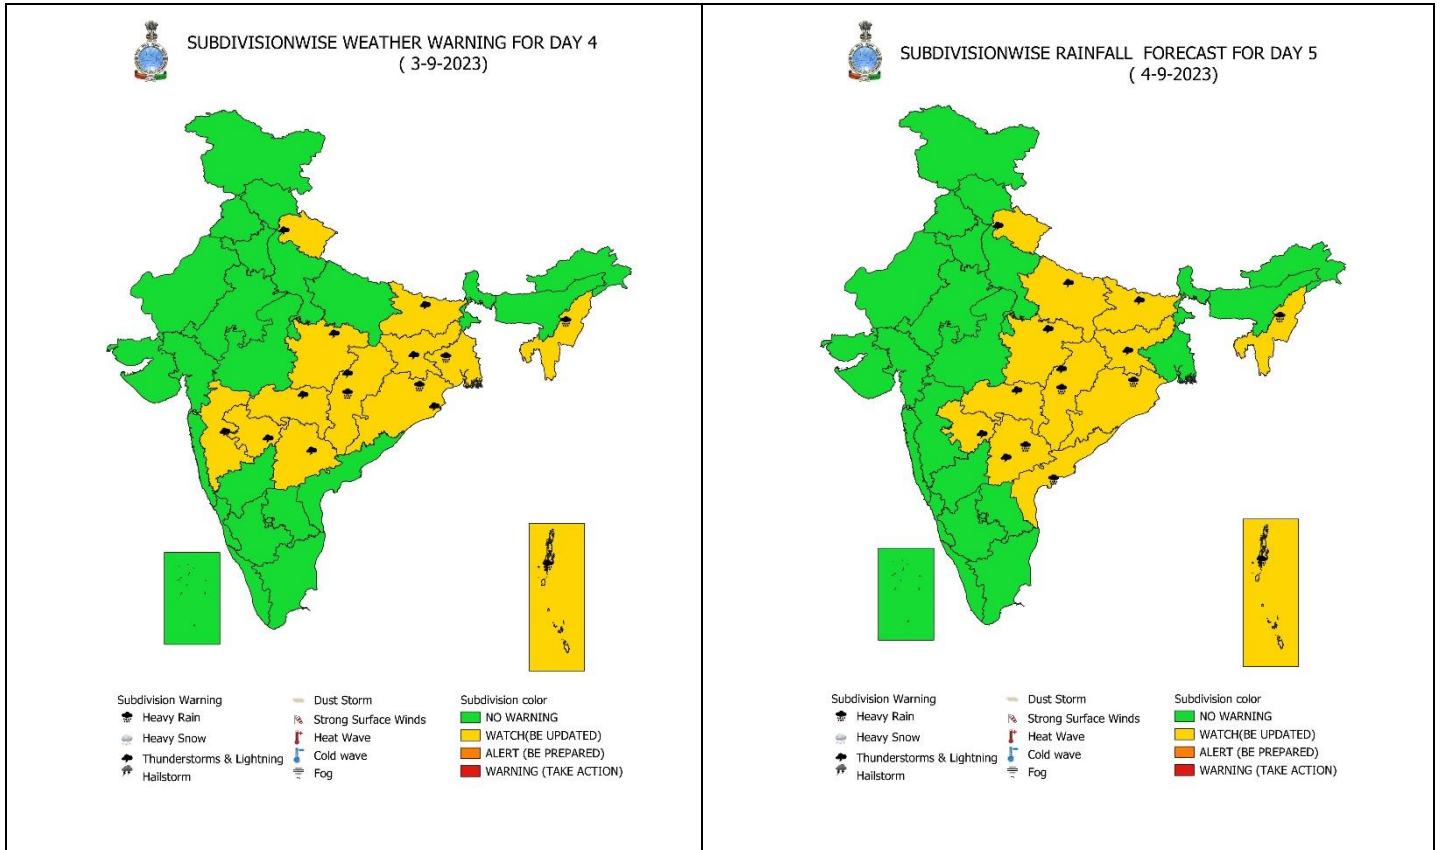 SUBDIVISIONWISE WEATHER WARNING FOR DAY 4
( 3-9-2023)
Subdivision Warning
Heavy Rain
Heavy Snow
Thunderstorms & Lightning
Hailstorm
Dust Storm
Strong Surface Winds
Heat Wave
Cold wave
Fog
Subdivision color
NO WARNING
WATCH(BE UPDATED)
ALERT (BE PREPARED)
WARNING (TAKE ACTION)
SUBDIVISIONWISE RAINFALL FORECAST FOR DAY 5
( 4-9-2023)
Subdivision Warning
Heavy Rain
Heavy Snow
Thunderstorms & Lightning
Hailstorm
Dust Storm
Strong Surface Winds
Heat Wave
Cold wave
Fog
Subdivision color
NO WARNING
WATCH(BE UPDATED)
ALERT (BE PREPARED)
WARNING (TAKE ACTION)